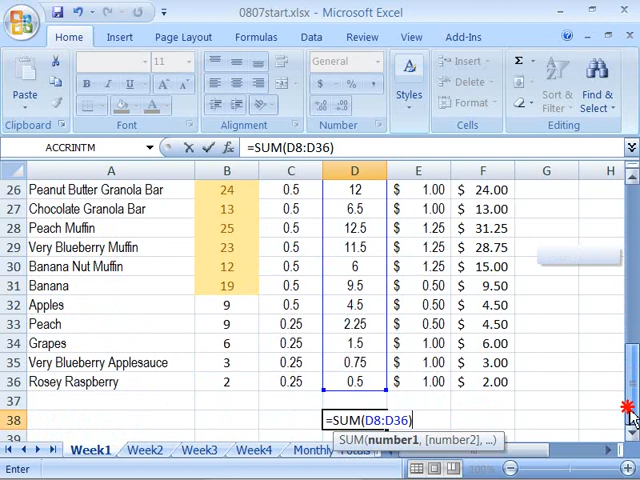 0807start.xlsx - Microsoft Excel
Home Insert Page Layout Formulas Data Review View Add-Ins
Paste
Clipboard
11
B I U
Font
Alignment
General
$ % ,
Number
Styles
Insert
Delete
Format
Cells
Σ
Sort & Filter
Find & Select
Editing
ACCRINTM fx =SUM(D8:D36)
A B C D E F G H
26 Peanut Butter Granola Bar 24 0.5 12 $ 1.00 $ 24.00
27 Chocolate Granola Bar 13 0.5 6.5 $ 1.00 $ 13.00
28 Peach Muffin 25 0.5 12.5 $ 1.25 $ 31.25
29 Very Blueberry Muffin 23 0.5 11.5 $ 1.25 $ 28.75
30 Banana Nut Muffin 12 0.5 6 $ 1.25 $ 15.00
31 Banana 19 0.5 9.5 $ 0.50 $ 9.50
32 Apples 9 0.5 4.5 $ 0.50 $ 4.50
33 Peach 9 0.25 2.25 $ 0.50 $ 4.50
34 Grapes 6 0.25 1.5 $ 1.00 $ 6.00
35 Very Blueberry Applesauce 3 0.25 0.75 $ 1.00 $ 3.00
36 Rosey Raspberry 2 0.25 0.5 $ 1.00 $ 2.00
37
38 =SUM(D8:D36)
39
SUM(number1, [number2], ...)
Week1 Week2 Week3 Week4 Monthly Totals
Enter 100%